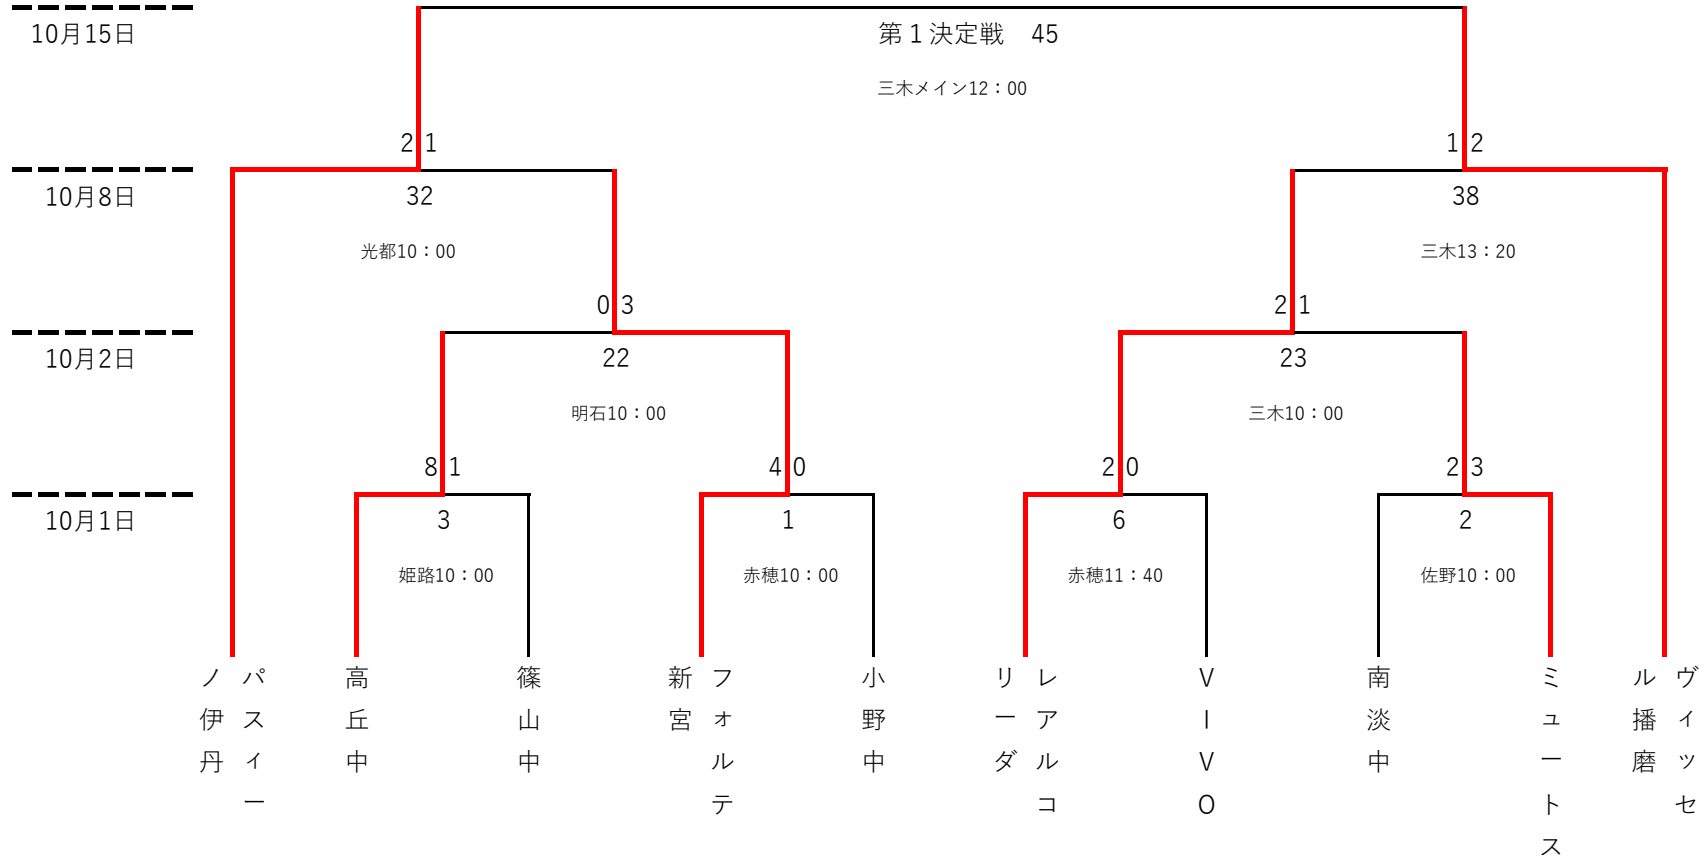 10月15日
第１決定戦　45
三木メイン12：00
2 1
1 2
10月8日
32
38
光都10：00
三木13：20
0 3
2 1
10月2日
22
23
明石10：00
三木10：00
8 1
4 0
2 0
2 3
10月1日
3
1
6
2
姫路10：00
赤穂10：00
赤穂11：40
佐野10：00
パスィーノ伊丹
高丘中
篠山中
フォルテ新宮
小野中
レアルコリーダ
ＶＩＶＯ
南淡中
ミュートス
ヴィッセル播磨